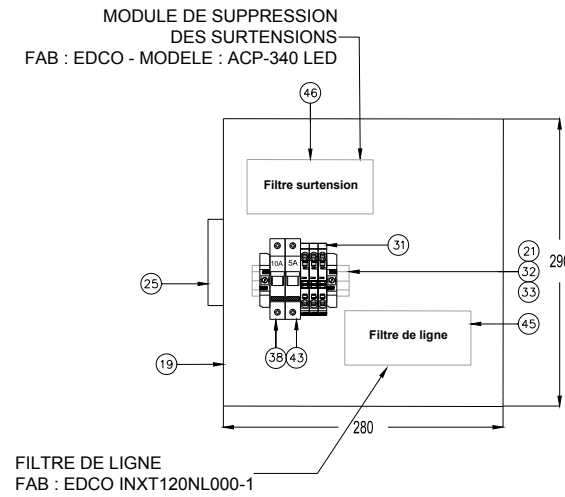 MODULE DE SUPPRESSION
DES SURTENSIONS
FAB : EDCO - MODELE : ACP-340 LED
46
Filtre surtension
31
10A
5A
21
32
33
290
25
45
Filtre de ligne
38
43
19
280
FILTRE DE LIGNE
FAB : EDCO INXT120NL000-1